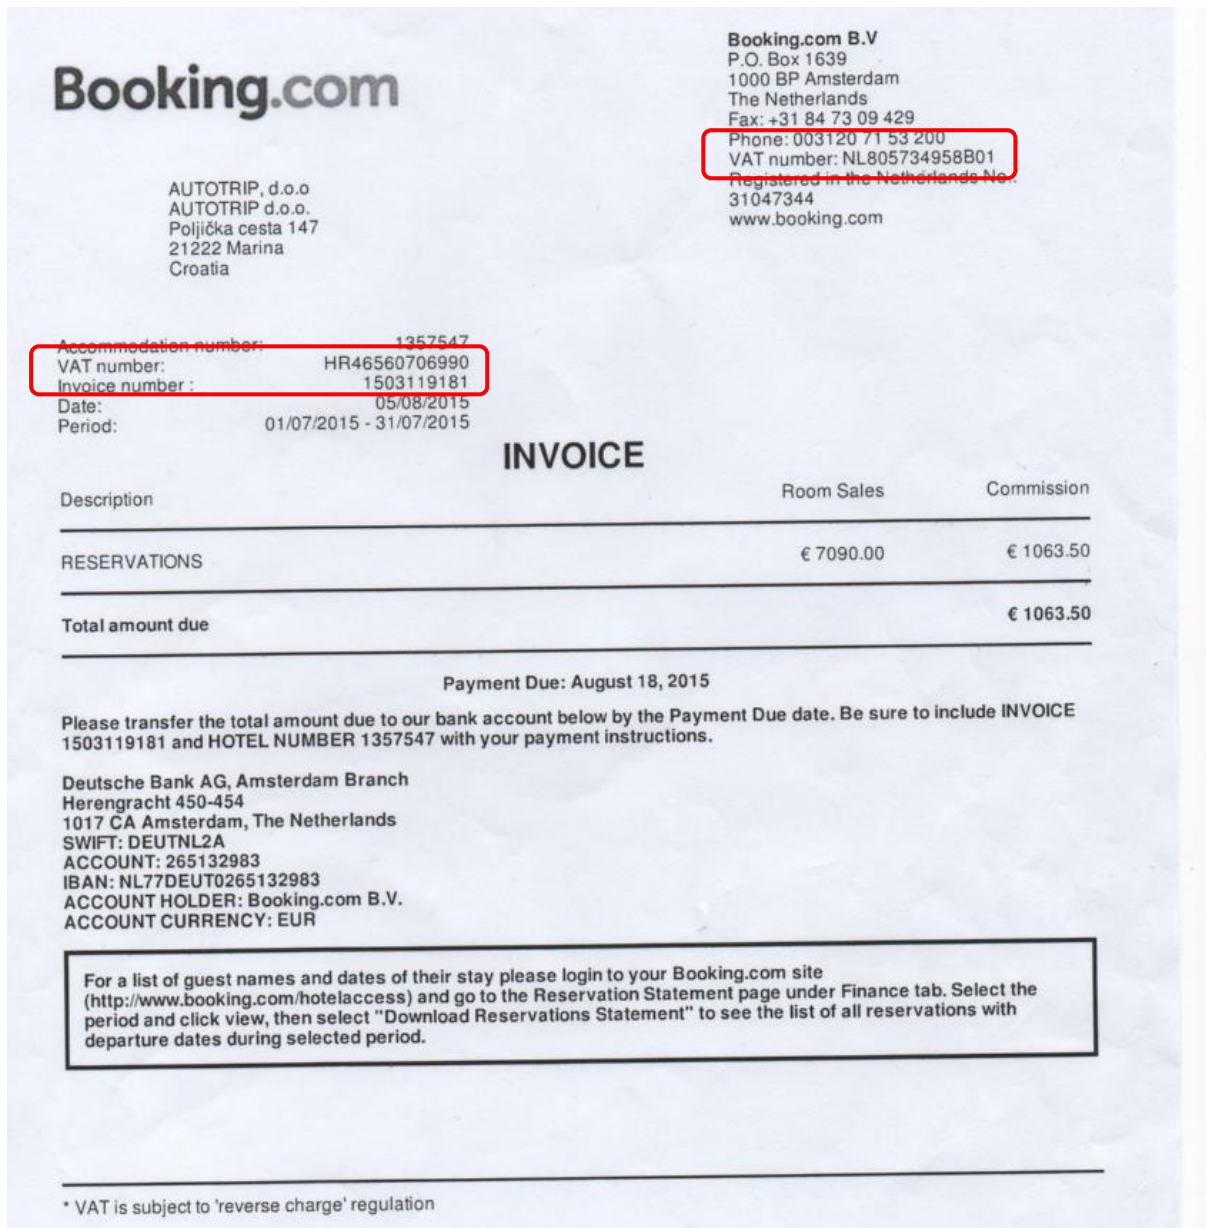 Booking.com
Booking.com B.V
P.O. Box 1639
1000 BP Amsterdam
The Netherlands
Fax: +31 84 73 09 429
Phone: 003120 71 53 200
VAT number: NL805734958B01
Registered in the Netherlands No.:
31047344
www.booking.com
AUTOTRIP, d.o.o
AUTOTRIP d.o.o.
Poljička cesta 147
21222 Marina
Croatia
Accommodation number: 1357547
VAT number: HR46560706990
Invoice number : 1503119181
Date: 05/08/2015
Period: 01/07/2015 - 31/07/2015
INVOICE
Description Room Sales Commission
RESERVATIONS € 7090.00 € 1063.50
Total amount due € 1063.50
Payment Due: August 18, 2015
Please transfer the total amount due to our bank account below by the Payment Due date. Be sure to include INVOICE
1503119181 and HOTEL NUMBER 1357547 with your payment instructions.
Deutsche Bank AG, Amsterdam Branch
Herengracht 450-454
1017 CA Amsterdam, The Netherlands
SWIFT: DEUTNL2A
ACCOUNT: 265132983
IBAN: NL77DEUT0265132983
ACCOUNT HOLDER: Booking.com B.V.
ACCOUNT CURRENCY: EUR
For a list of guest names and dates of their stay please login to your Booking.com site
(http://www.booking.com/hotelaccess) and go to the Reservation Statement page under Finance tab. Select the
period and click view, then select "Download Reservations Statement" to see the list of all reservations with
departure dates during selected period.
* VAT is subject to 'reverse charge' regulation